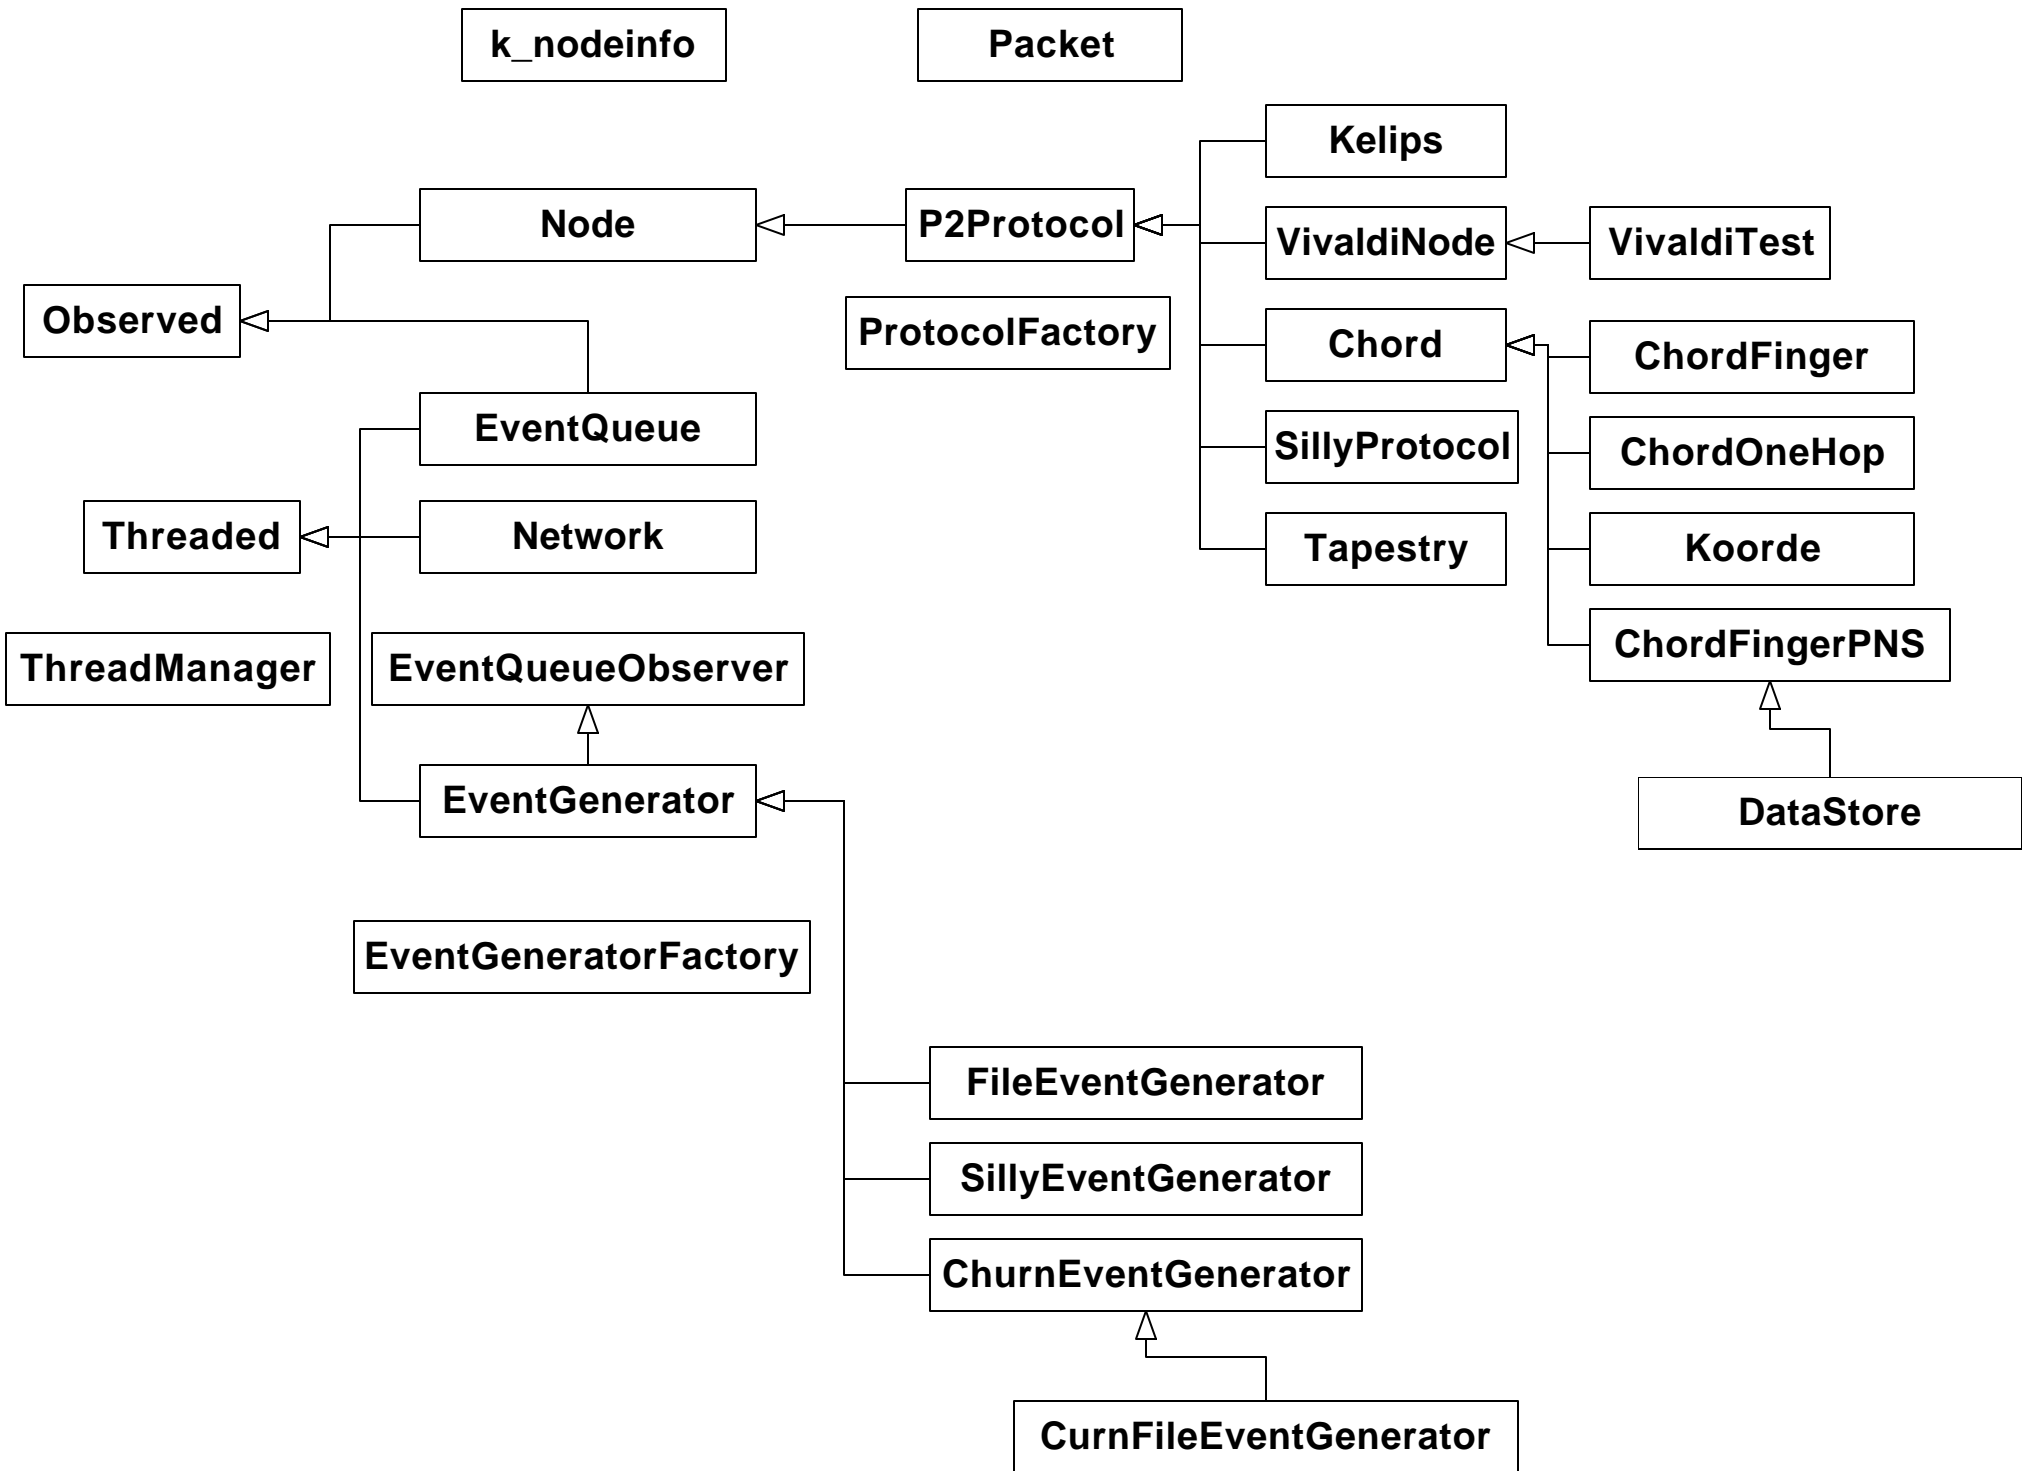 k_nodeinfo
Packet
Kelips
Node
P2Protocol
VivaldiNode
VivaldiTest
Observed
ProtocolFactory
Chord
ChordFinger
EventQueue
SillyProtocol
ChordOneHop
Threaded
Network
Tapestry
Koorde
ThreadManager
EventQueueObserver
ChordFingerPNS
EventGenerator
DataStore
EventGeneratorFactory
FileEventGenerator
SillyEventGenerator
ChurnEventGenerator
CurnFileEventGenerator